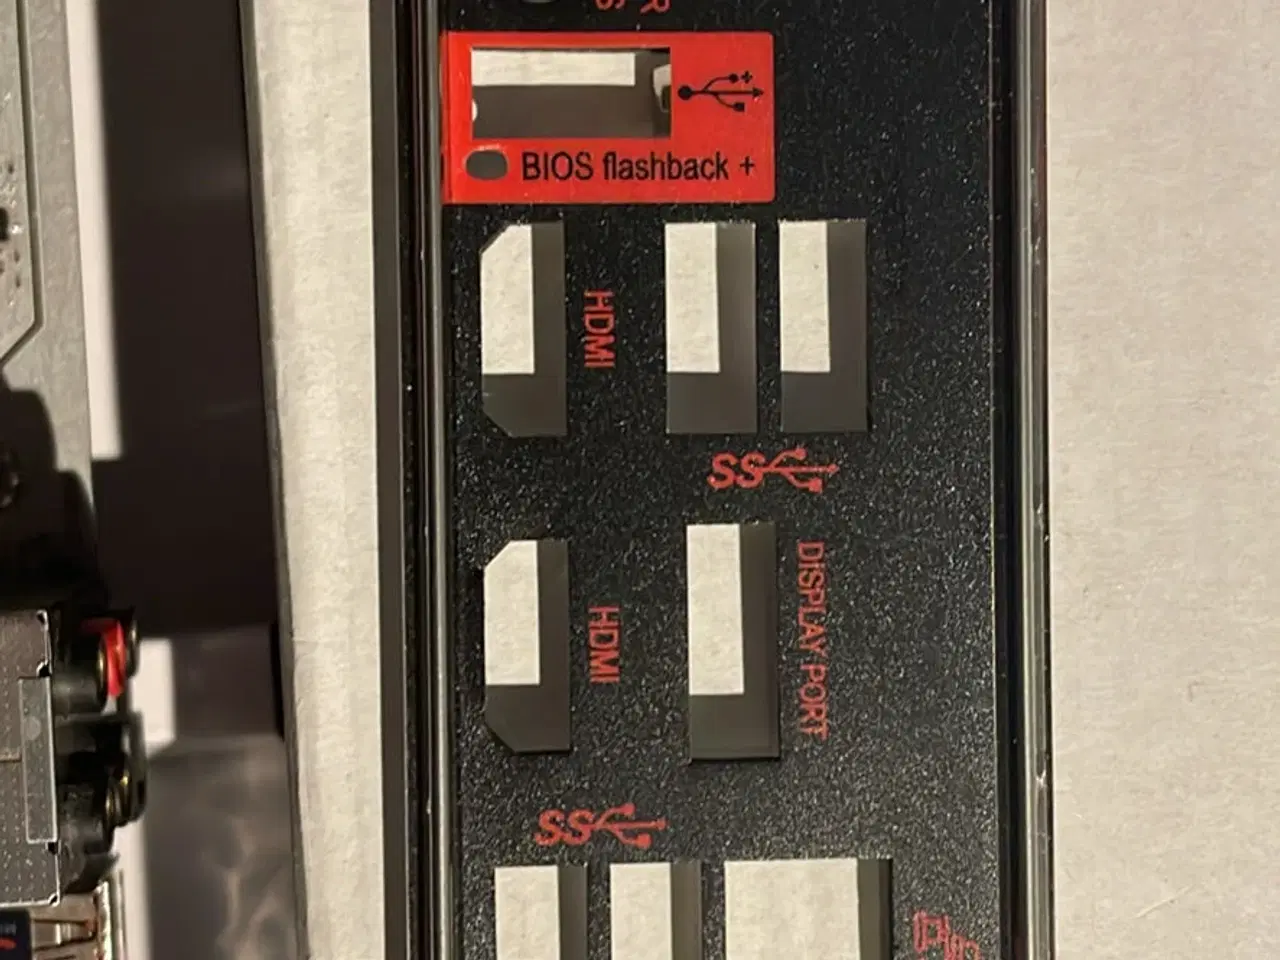 BIOS flashback +
HDMI
SS
HDMI
DiSPLAY PORT
SS